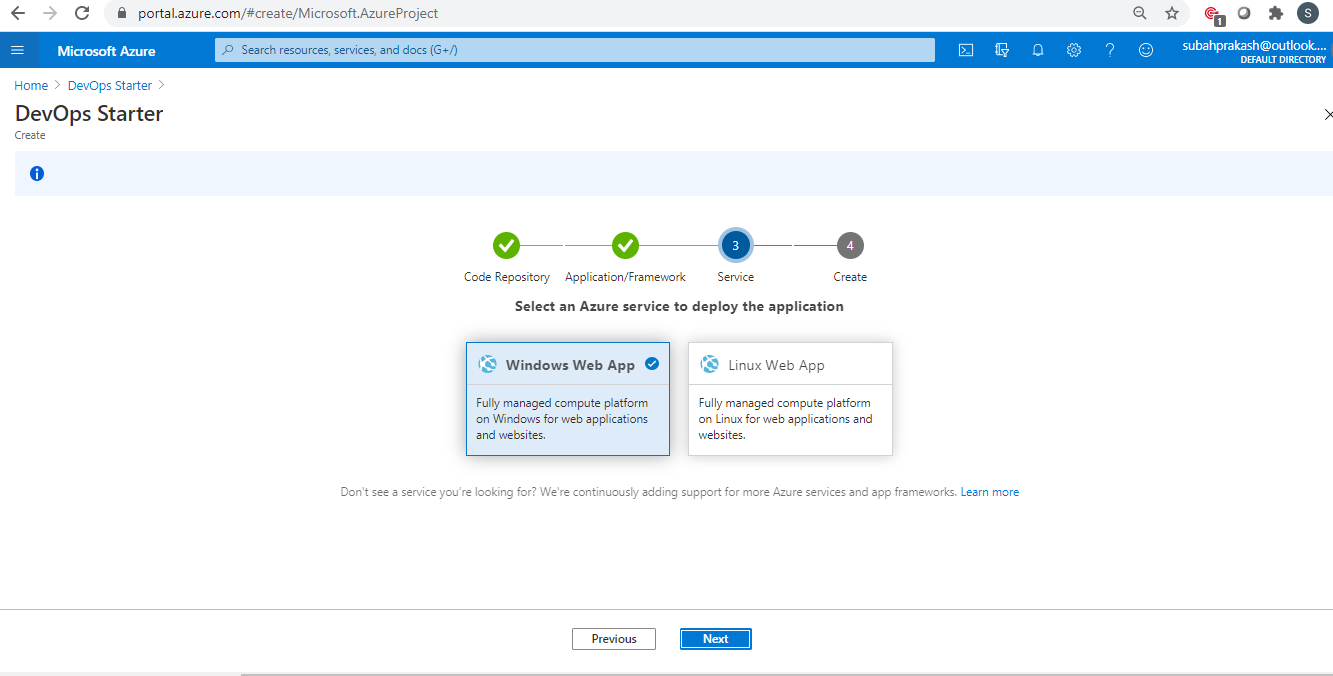 portal.azure.com/#create/Microsoft.AzureProject
1
S
Microsoft Azure
Search resources, services, and docs (G+/)
subahprakash@outlook....
DEFAULT DIRECTORY
Home > DevOps Starter >
DevOps Starter
Create
3
4
Code Repository
Application/Framework
Service
Create
Select an Azure service to deploy the application
Windows Web App
Fully managed compute platform
on Windows for web applications
and websites.
Linux Web App
Fully managed compute platform
on Linux for web applications and
websites.
Don't see a service you're looking for? We're continuously adding support for more Azure services and app frameworks. Learn more
Previous
Next